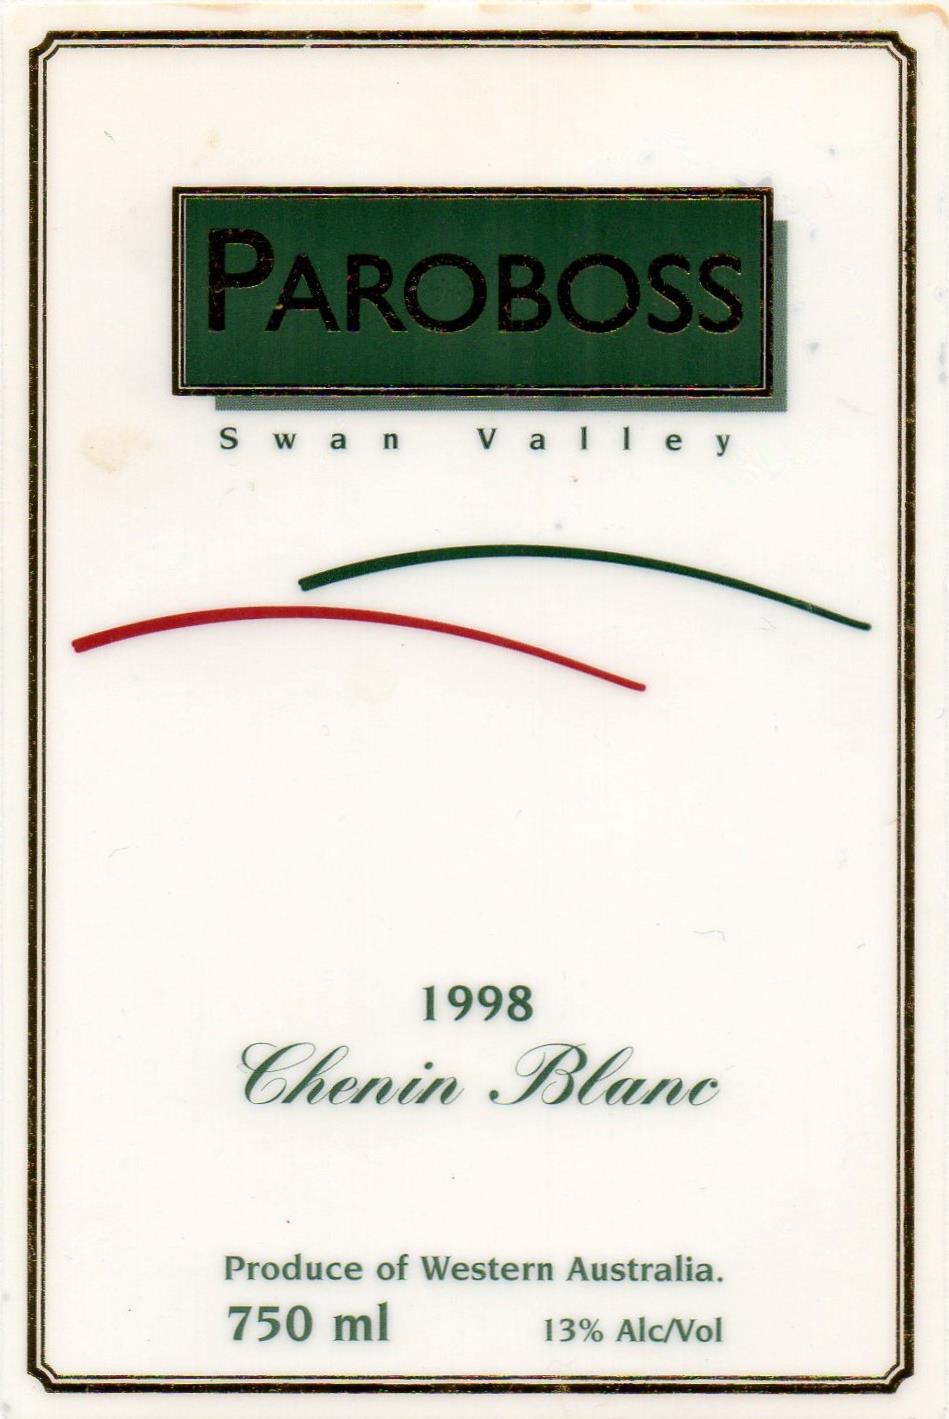 PAROBOSS
Swan Valley
1998
Chenin Blanc
Produce of Western Australia.
750 ml
13% Alc/Vol